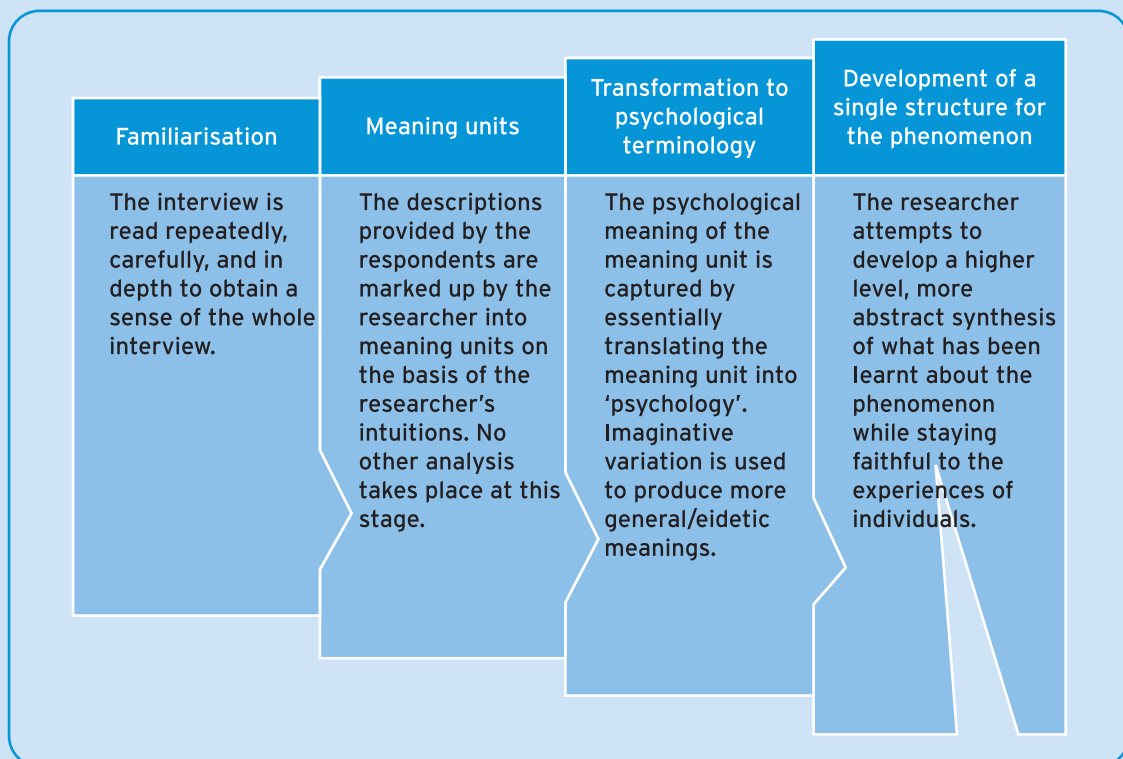 Familiarisation
The interview is
read repeatedly,
carefully, and in
depth to obtain a
sense of the whole
interview.
Meaning units
The descriptions
provided by the
respondents are
marked up by the
researcher into
meaning units on
the basis of the
researcher’s
intuitions. No
other analysis
takes place at this
stage.
Transformation to
psychological
terminology
The psychological
meaning of the
meaning unit is
captured by
essentially
translating the
meaning unit into
‘psychology’.
Imaginative
variation is used
to produce more
general/eidetic
meanings.
Development of a
single structure for
the phenomenon
The researcher
attempts to
develop a higher
level, more
abstract synthesis
of what has been
learnt about the
phenomenon
while staying
faithful to the
experiences of
individuals.